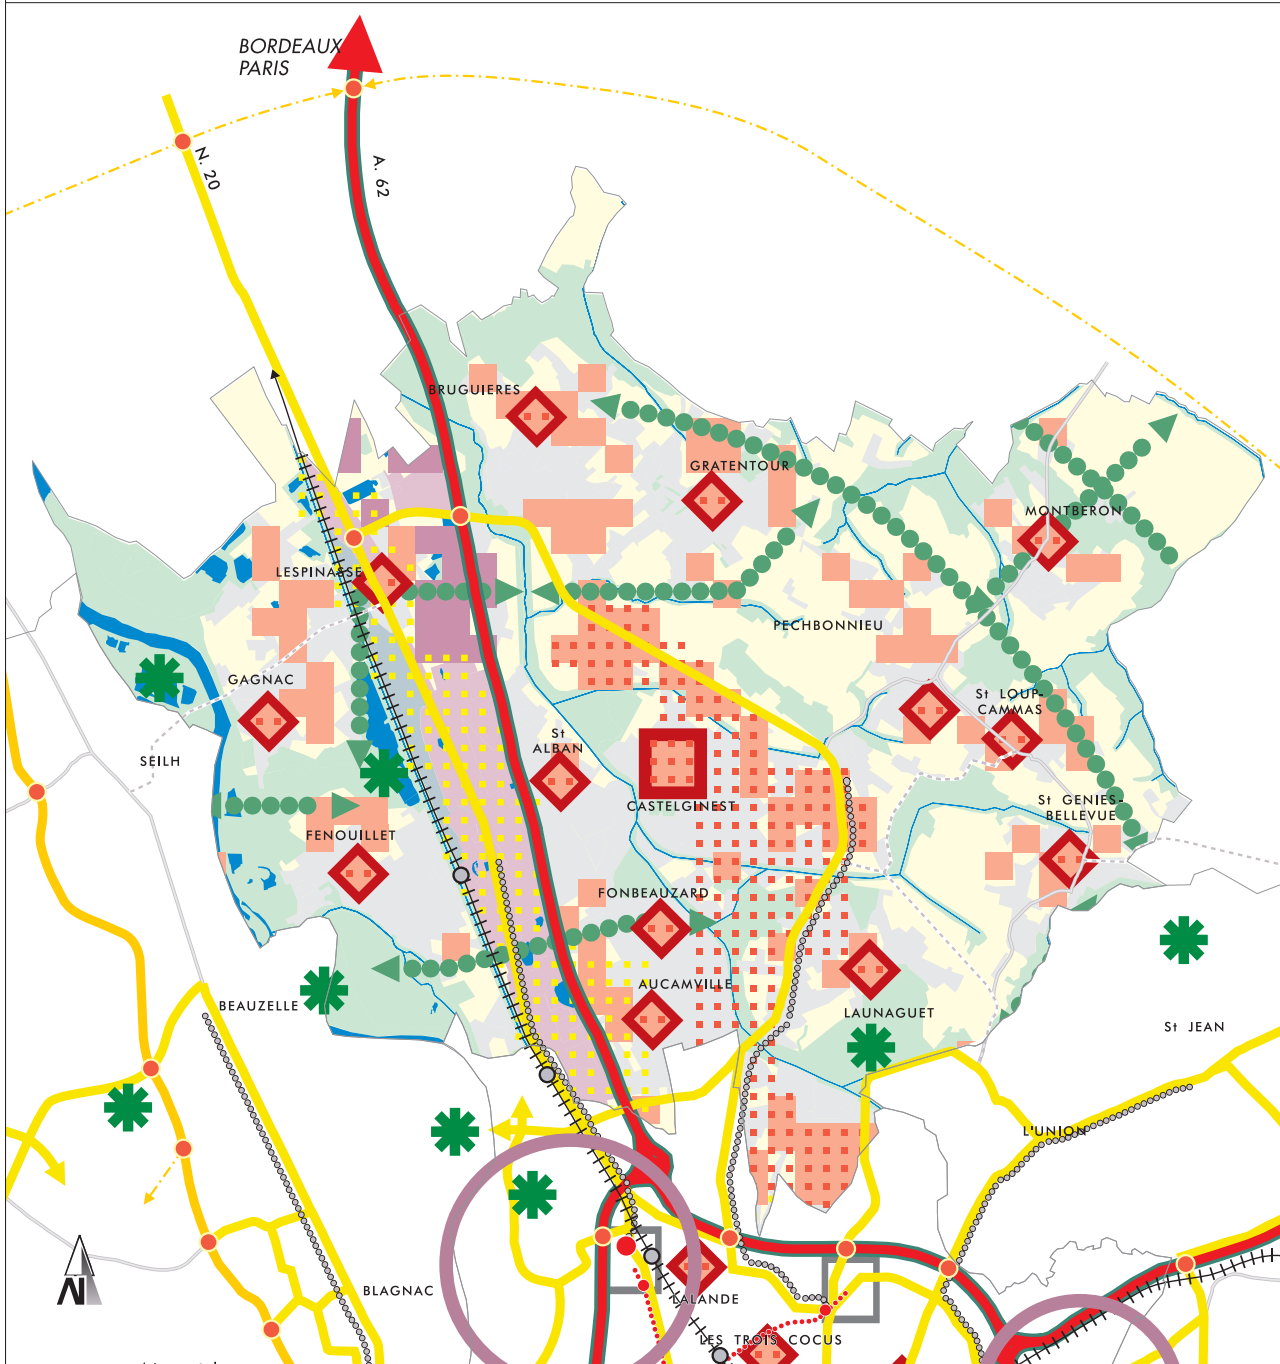 BORDEAUX
PARIS
N. 20
A. 62
BRUGUIERES
GRATENTOUR
MONTBERON
LESPINASSE
PECHBONNIEU
GAGNAC
St LOUP-
CAMMAS
St
ALBAN
SEILH
CASTELGINEST
St GENIES-
BELLEVUE
FENOUILLET
FONBEAUZARD
AUCAMVILLE
BEAUZELLE
LAUNAGUET
St JEAN
L'UNION
N
BLAGNAC
LALANDE
LES TROIS COCUS